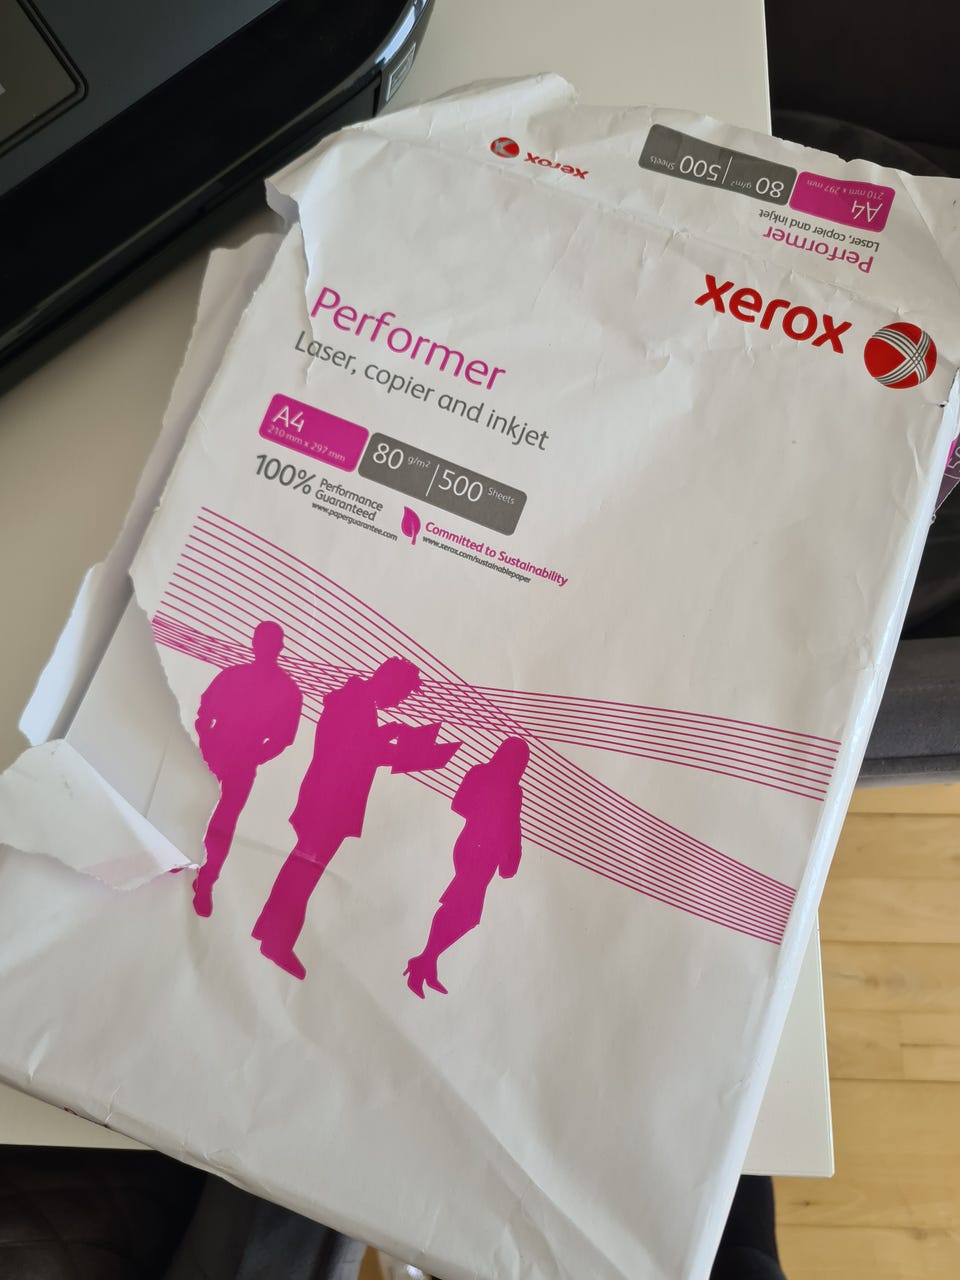 xerox
500 Sheets
80 g/m²
A4
210 mm x 297 mm
Performer
Laser, copier and inkjet
xerox
Performer
Laser, copier and inkjet
A4
210 mm x 297 mm
80 g/m²
500 Sheets
100% Performance
Guaranteed
www.paperguarantee.com
Committed to Sustainability
www.xerox.com/sustainablepaper